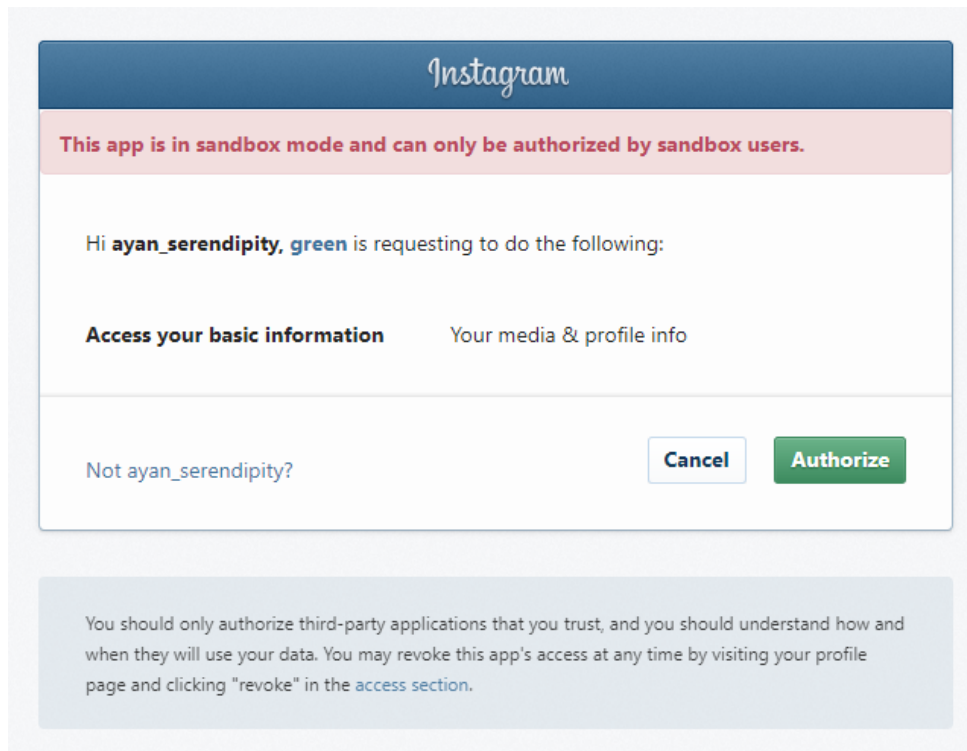 Instagram
This app is in sandbox mode and can only be authorized by sandbox users.
Hi ayan_serendipity, green is requesting to do the following:
Access your basic information Your media & profile info
Not ayan_serendipity? Cancel Authorize
You should only authorize third-party applications that you trust, and you should understand how and
when they will use your data. You may revoke this app's access at any time by visiting your profile
page and clicking "revoke" in the access section.